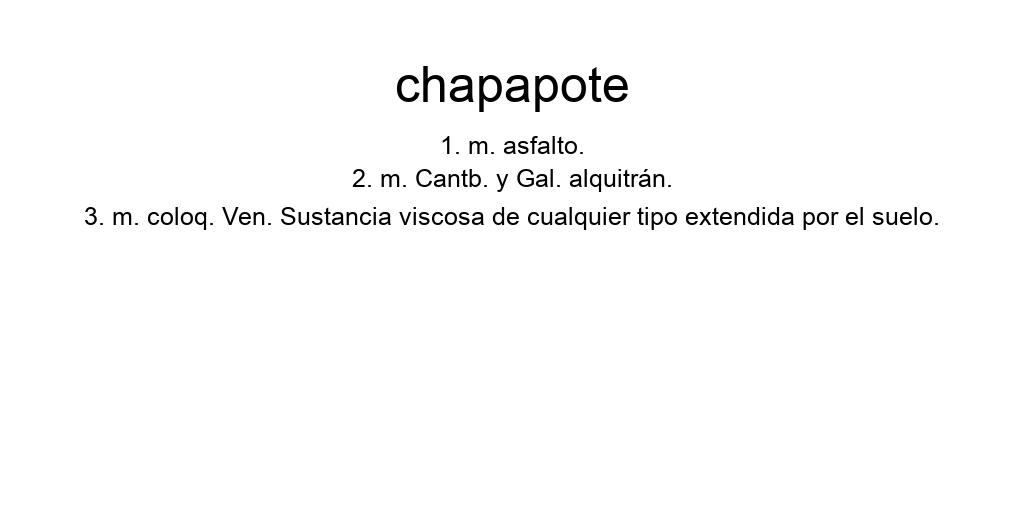 chapapote
1. m. asfalto.
2. m. Cantb. y Gal. alquitrán.
3. m. coloq. Ven. Sustancia viscosa de cualquier tipo extendida por el suelo.